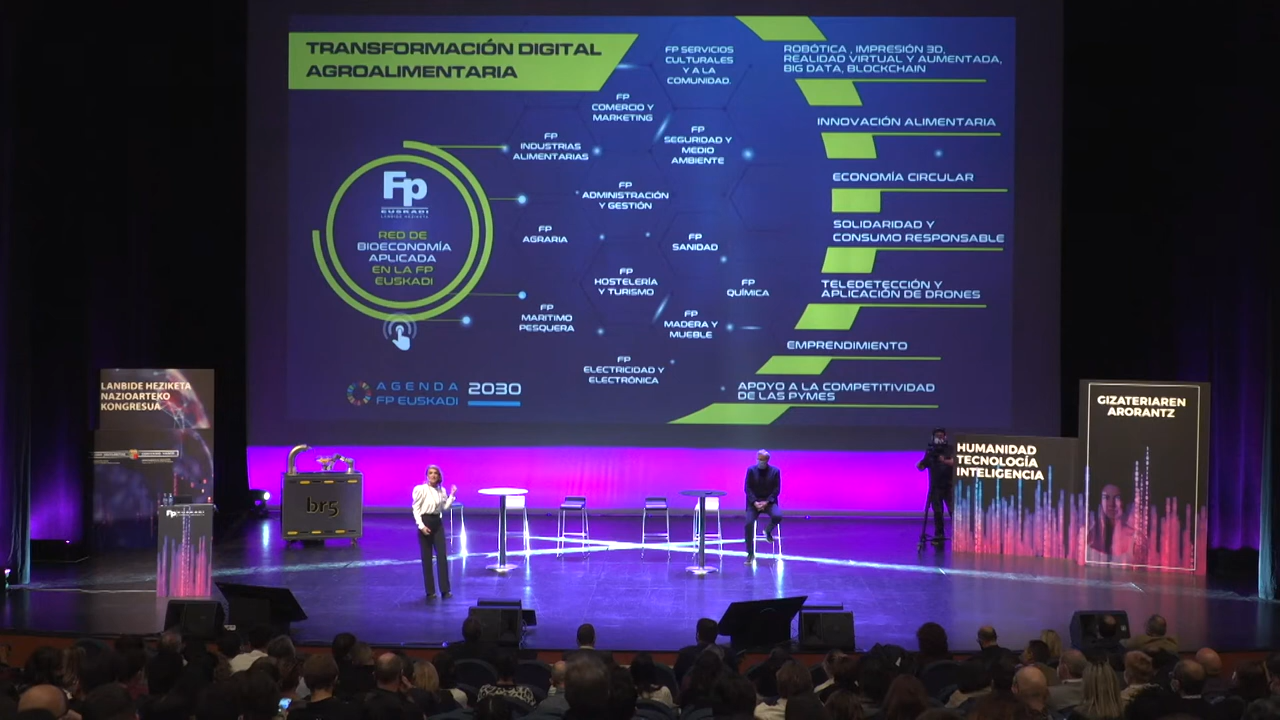 TRANSFORMACIÓN DIGITAL
AGROALIMENTARIA
FP SERVICIOS
CULTURALES
Y A LA
COMUNIDAD.
FP
COMERCIO Y
MARKETING
FP
INDUSTRIAS
ALIMENTARIAS
FP
SEGURIDAD Y
MEDIO
AMBIENTE
FP
ADMINISTRACIÓN
Y GESTIÓN
FP
AGRARIA
FP
SANIDAD
FP
HOSTELERÍA
Y TURISMO
FP
QUÍMICA
FP
MARITIMO
PESQUERA
FP
MADERA Y
MUEBLE
FP
ELECTRICIDAD Y
ELECTRÓNICA
Fp
EUSKADI
LANBIDE HEZIKETA
RED DE
BIOECONOMÍA
APLICADA
EN LA FP
EUSKADI
AGENDA
FP EUSKADI
2030
ROBÓTICA , IMPRESIÓN 3D,
REALIDAD VIRTUAL Y AUMENTADA,
BIG DATA, BLOCKCHAIN
INNOVACIÓN ALIMENTARIA
ECONOMÍA CIRCULAR
SOLIDARIDAD Y
CONSUMO RESPONSABLE
TELEDETECCIÓN Y
APLICACIÓN DE DRONES
EMPRENDIMIENTO
APOYO A LA COMPETITIVIDAD
DE LAS PYMES
LANBIDE HEZIKETA
NAZIOARTEKO
KONGRESUA
Fp EUSKADI
br5
HUMANIDAD
TECNOLOGÍA
INTELIGENCIA
GIZATERIAREN
ARORANTZ